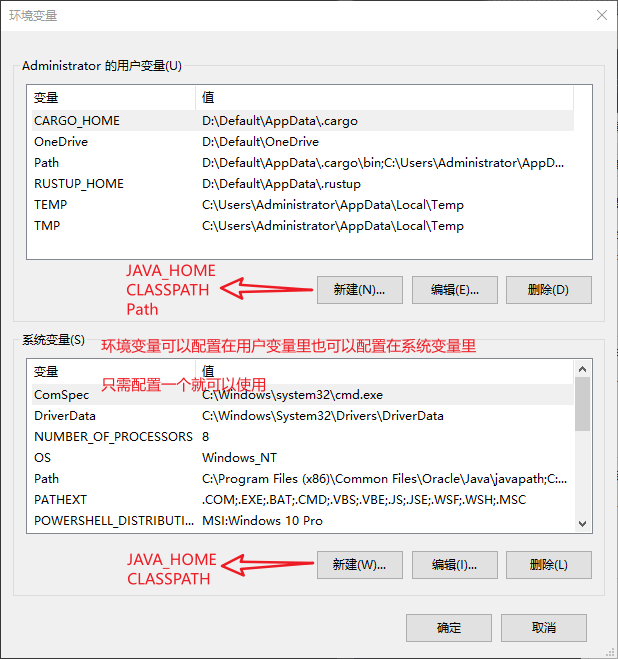 环境变量
Administrator 的用户变量(U)
变量 值
CARGO_HOME D:\Default\AppData\.cargo
OneDrive D:\Default\OneDrive
Path D:\Default\AppData\.cargo\bin;C:\Users\Administrator\AppD...
RUSTUP_HOME D:\Default\AppData\.rustup
TEMP C:\Users\Administrator\AppData\Local\Temp
TMP C:\Users\Administrator\AppData\Local\Temp
JAVA_HOME
CLASSPATH
Path
新建(N)... 编辑(E)... 删除(D)
系统变量(S)
环境变量可以配置在用户变量里也可以配置在系统变量里
变量 值
只需配置一个就可以使用
ComSpec C:\Windows\system32\cmd.exe
DriverData C:\Windows\System32\Drivers\DriverData
NUMBER_OF_PROCESSORS 8
OS Windows_NT
Path C:\Program Files (x86)\Common Files\Oracle\Java\javapath;C:...
PATHEXT .COM;.EXE;.BAT;.CMD;.VBS;.VBE;.JS;.JSE;.WSF;.WSH;.MSC
POWERSHELL_DISTRIBUTI... MSI:Windows 10 Pro
JAVA_HOME
CLASSPATH
新建(W)... 编辑(I)... 删除(L)
确定 取消